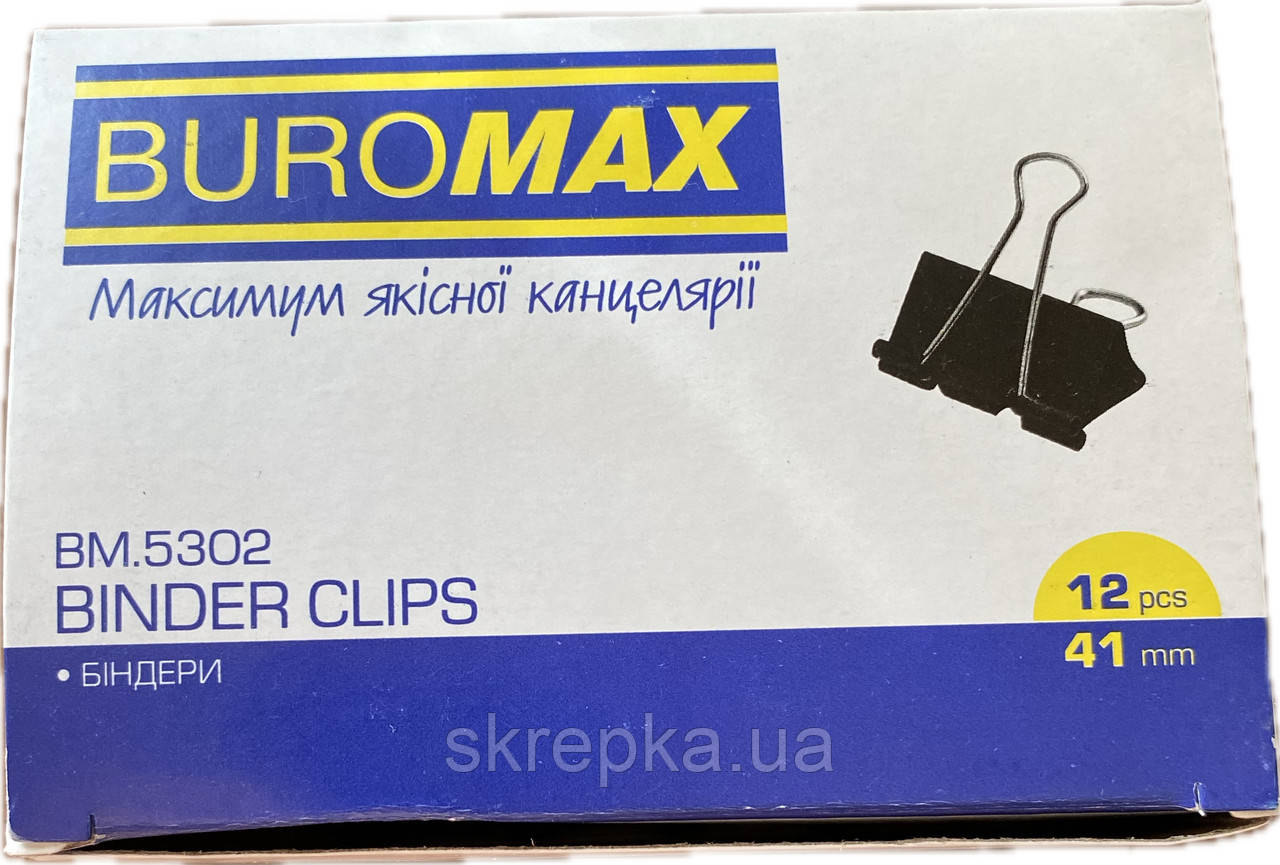 BUROMAX
Максимум якісної канцелярії
BM.5302
BINDER CLIPS
• БІНДЕРИ
12 pcs
41 mm
skrepka.ua